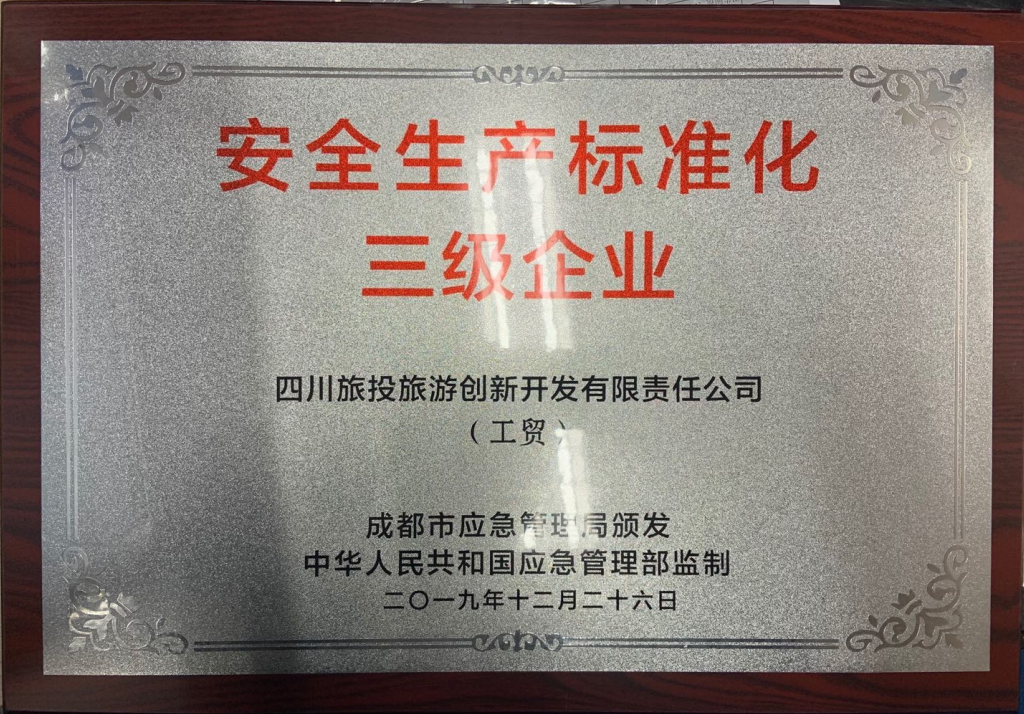 安全生产标准化
三级企业
四川旅投旅游创新开发有限责任公司
（工贸）
成都市应急管理局颁发
中华人民共和国应急管理部监制
二〇一九年十二月二十六日